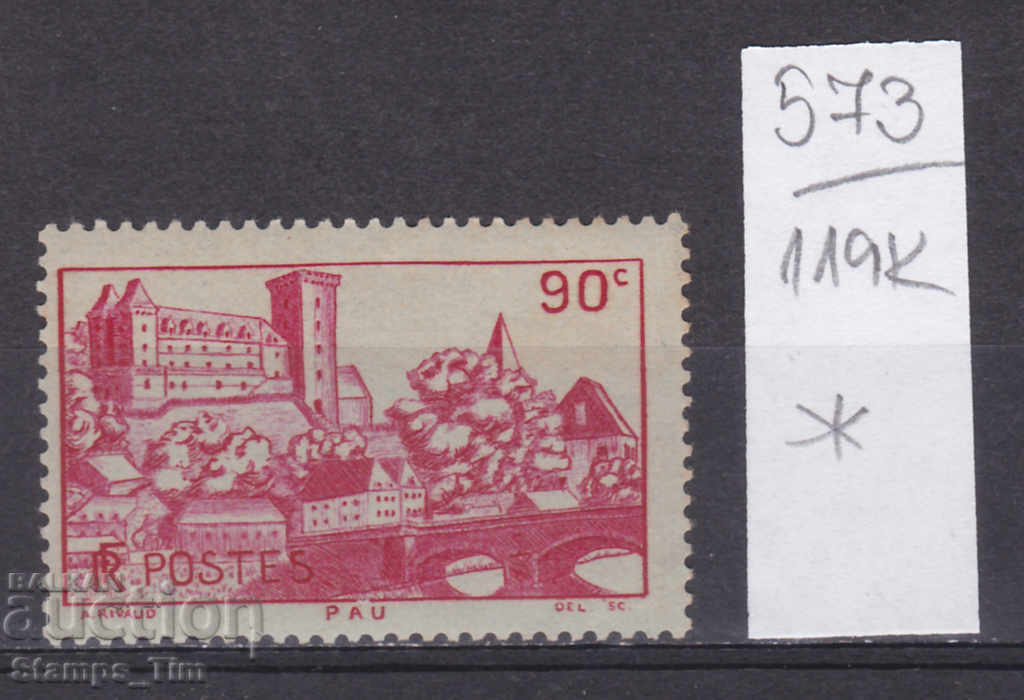 573
119K
*
90c
RF POSTES
A. RIVAUD
PAU
DEL. SC.
BALKAN
auction
Stamps_Tim